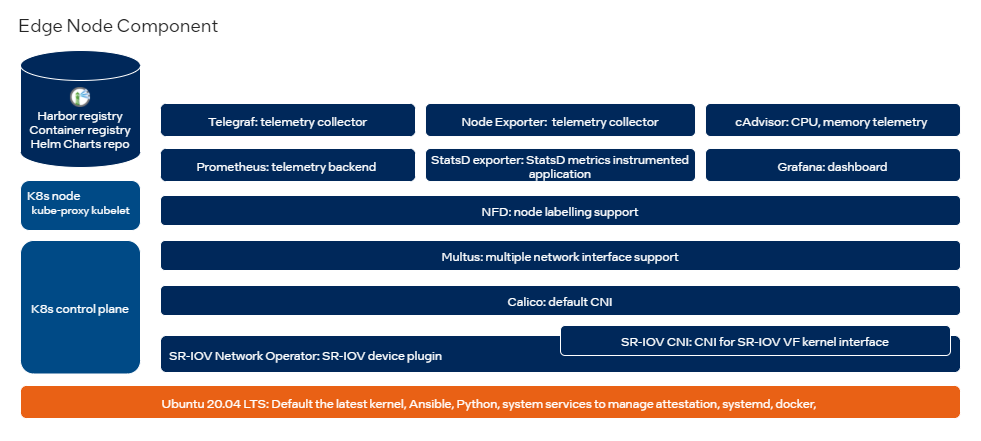 Edge Node Component
Harbor registry
Container registry
Helm Charts repo
Telegraf: telemetry collector
Node Exporter: telemetry collector
cAdvisor: CPU, memory telemetry
Prometheus: telemetry backend
StatsD exporter: StatsD metrics instrumented
application
Grafana: dashboard
K8s node
kube-proxy kubelet
NFD: node labelling support
Multus: multiple network interface support
K8s control plane
Calico: default CNI
SR-IOV CNI: CNI for SR-IOV VF kernel interface
SR-IOV Network Operator: SR-IOV device plugin
Ubuntu 20.04 LTS: Default the latest kernel, Ansible, Python, system services to manage attestation, systemd, docker,